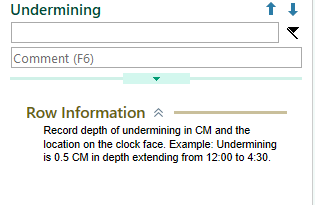 Undermining
Comment (F6)
Row Information
Record depth of undermining in CM and the
location on the clock face. Example: Undermining
is 0.5 CM in depth extending from 12:00 to 4:30.